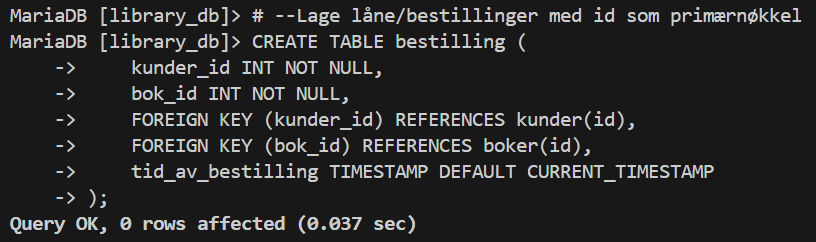 MariaDB [library_db]> # --Lage låne/bestillinger med id som primærnøkkel
MariaDB [library_db]> CREATE TABLE bestilling (
    ->     kunder_id INT NOT NULL,
    ->     bok_id INT NOT NULL,
    ->     FOREIGN KEY (kunder_id) REFERENCES kunder(id),
    ->     FOREIGN KEY (bok_id) REFERENCES boker(id),
    ->     tid_av_bestilling TIMESTAMP DEFAULT CURRENT_TIMESTAMP
    -> );
Query OK, 0 rows affected (0.037 sec)